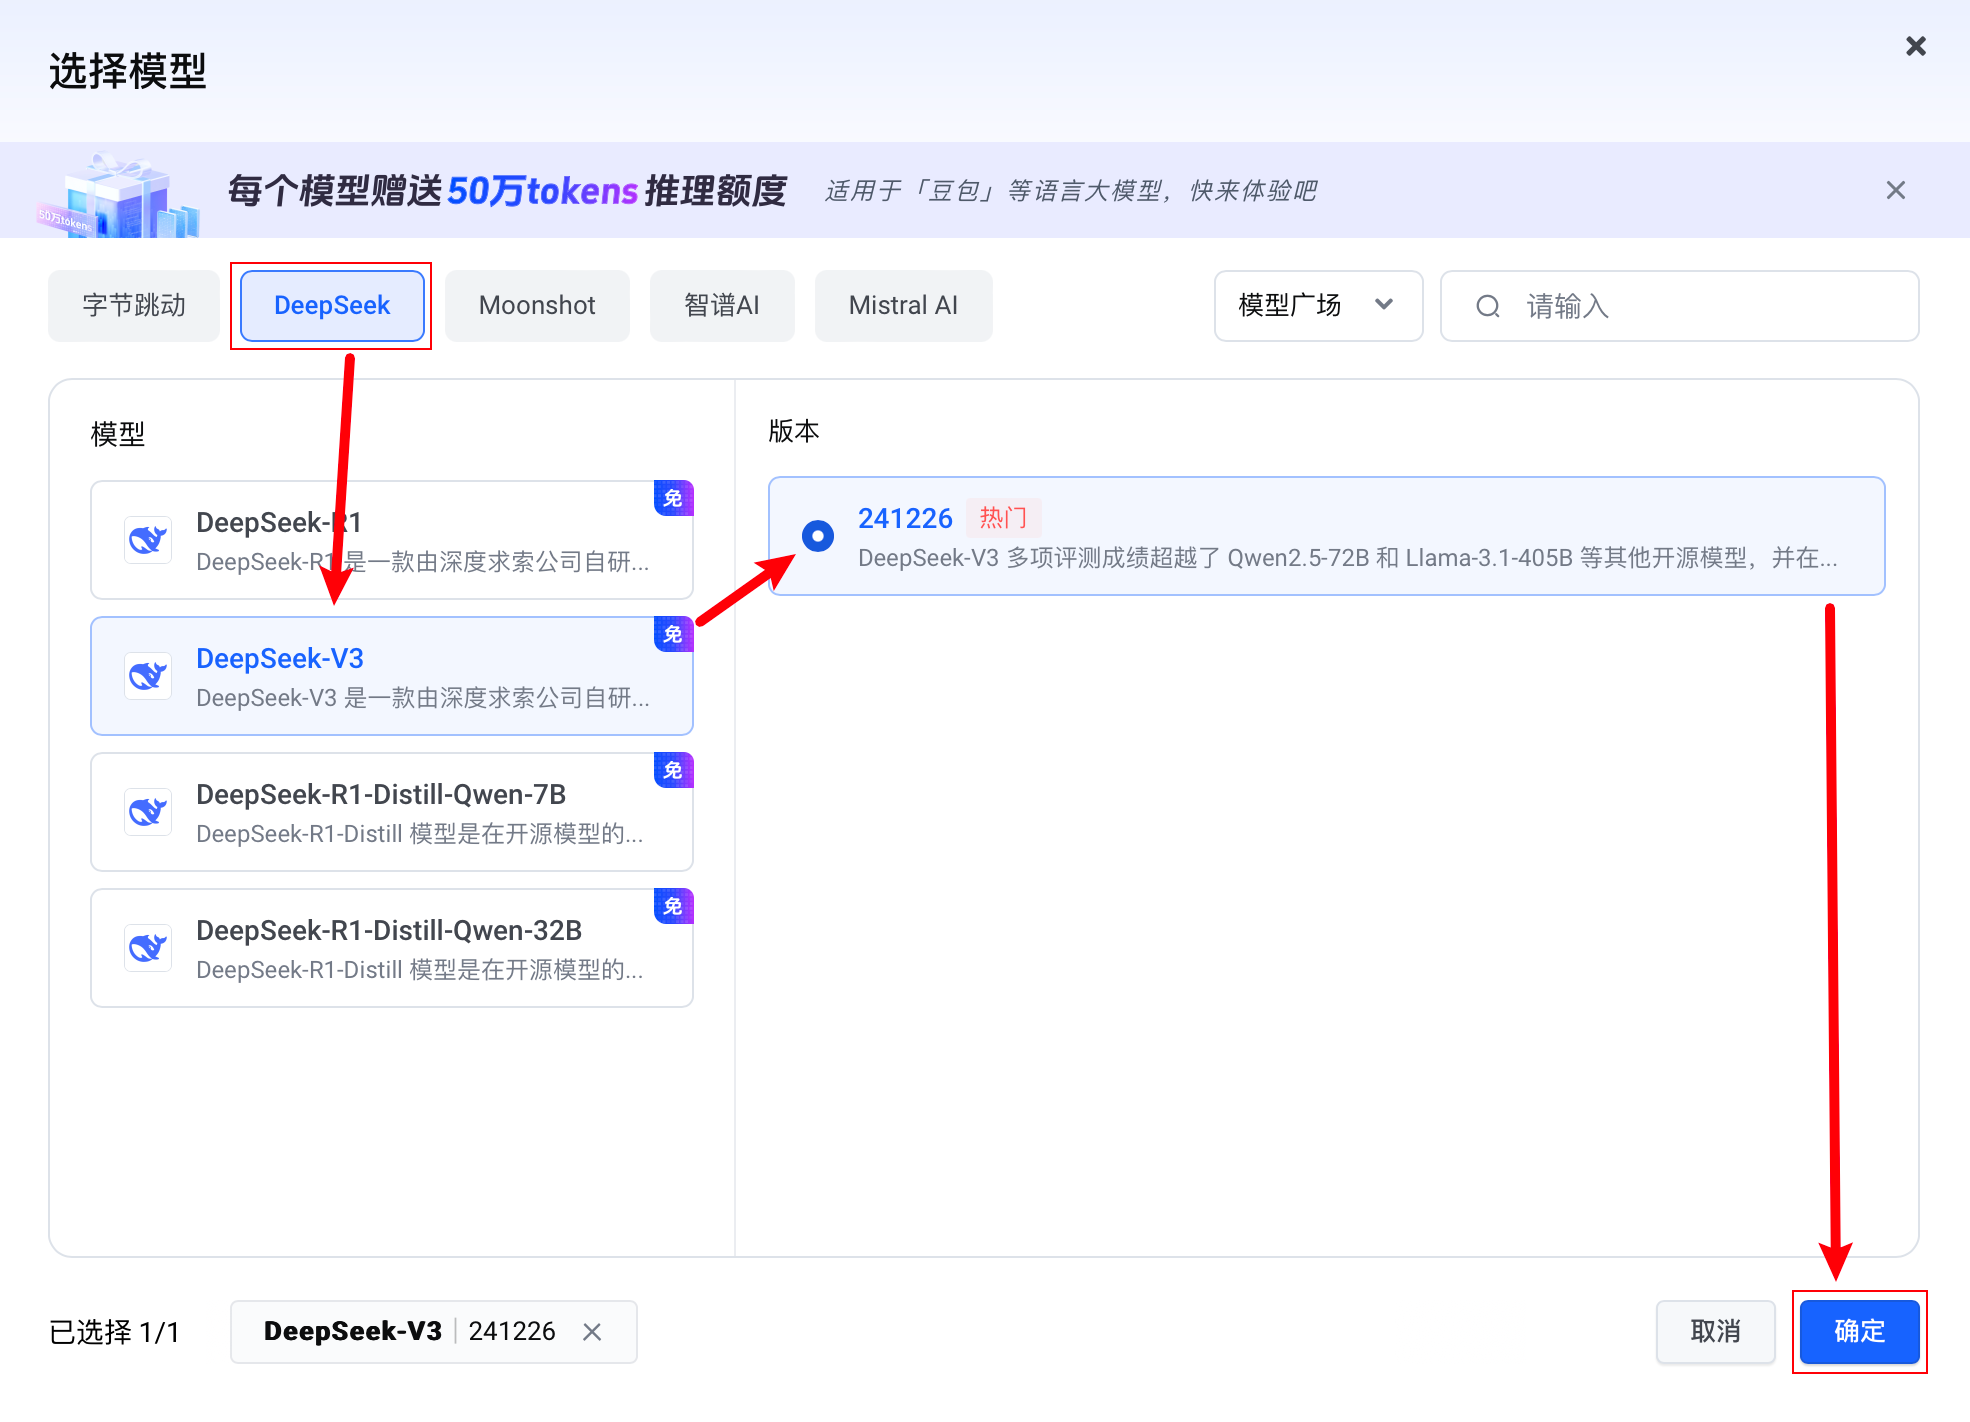 选择模型
50万tokens
每个模型赠送50万tokens推理额度 适用于「豆包」等语言大模型，快来体验吧
字节跳动 DeepSeek Moonshot 智谱AI Mistral AI 模型广场 请输入
模型
免
DeepSeek-R1
DeepSeek-R1 是一款由深度求索公司自研...
免
DeepSeek-V3
DeepSeek-V3 是一款由深度求索公司自研...
免
DeepSeek-R1-Distill-Qwen-7B
DeepSeek-R1-Distill 模型是在开源模型的...
免
DeepSeek-R1-Distill-Qwen-32B
DeepSeek-R1-Distill 模型是在开源模型的...
版本
241226 热门
DeepSeek-V3 多项评测成绩超越了 Qwen2.5-72B 和 Llama-3.1-405B 等其他开源模型，并在...
已选择 1/1 DeepSeek-V3 241226 取消 确定